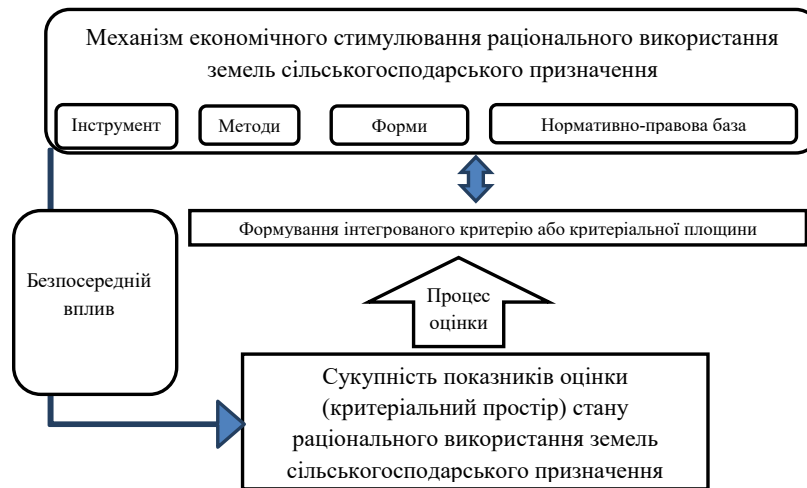 Механізм економічного стимулювання раціонального використання
земель сільськогосподарського призначення
Інструмент
Методи
Форми
Нормативно-правова база
Формування інтегрованого критерію або критеріальної площини
Безпосередній
вплив
Процес
оцінки
Сукупність показників оцінки
(критеріальний простір) стану
раціонального використання земель
сільськогосподарського призначення